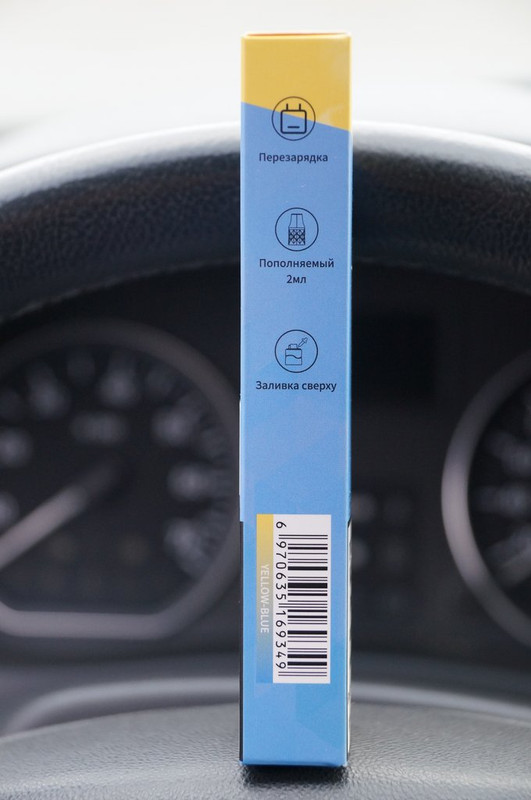 Перезарядка
Пополняемый
2мл
Заливка сверху
6 970635 169349
YELLOW-BLUE